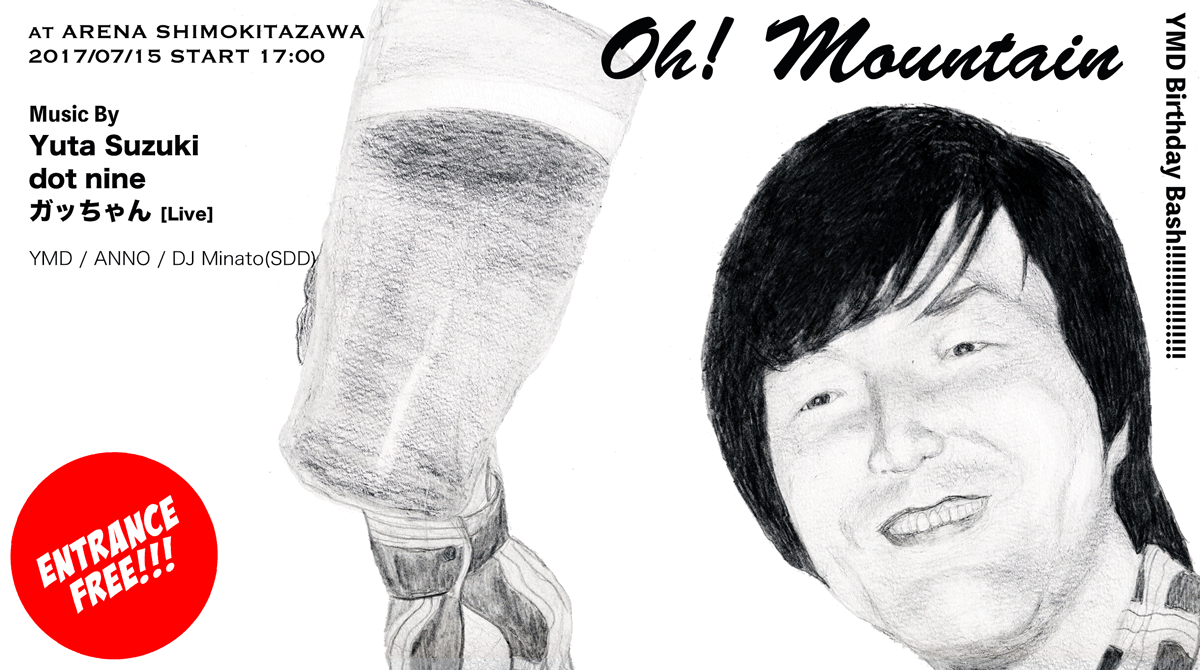 AT ARENA SHIMOKITAZAWA
2017/07/15 START 17:00
Oh! Mountain
YMD Birthday Bash!!!!!!!!!!!!!!!!!!
Music By
Yuta Suzuki
dot nine
ガッちゃん [Live]
YMD / ANNO / DJ Minato(SDD)
ENTRANCE
FREE!!!